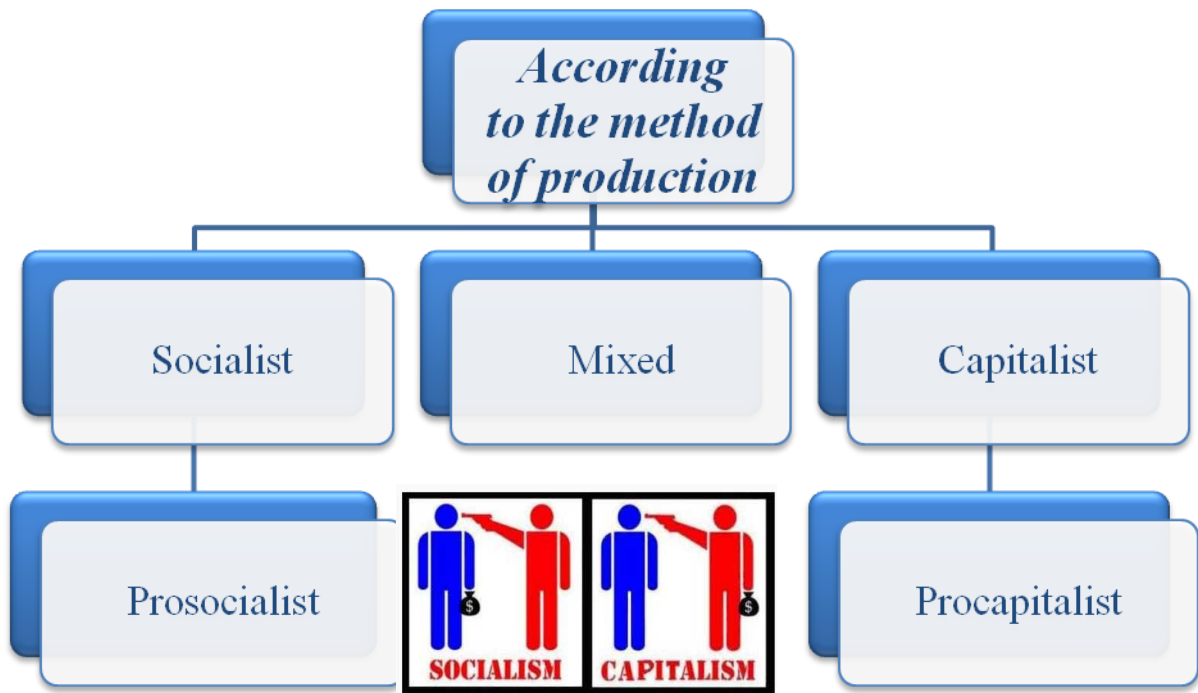 According
to the method
of production
Socialist
Mixed
Capitalist
Prosocialist
$
$
SOCIALISM
CAPITALISM
Procapitalist